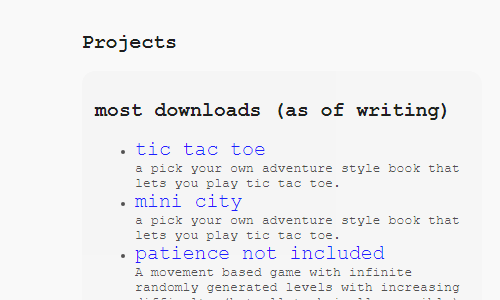 Projects
most downloads (as of writing)
tic tac toe
a pick your own adventure style book that
lets you play tic tac toe.
mini city
a pick your own adventure style book that
lets you play tic tac toe.
patience not included
A movement based game with infinite
randomly generated levels with increasing